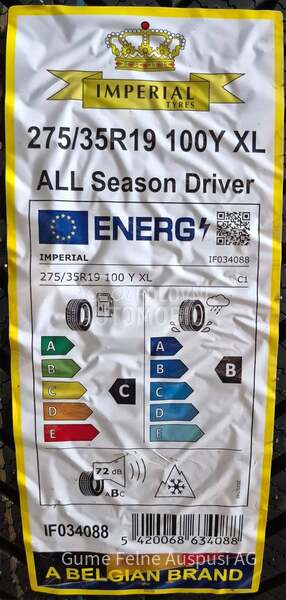 IMPERIAL
TYRES
275/35R19 100Y XL
ALL Season Driver
ENERG
IMPERIAL IF034088
275/35R19 100 Y XL C1
A A
B B
C C C B
D D
E E
72 dB
ABC
IF034088
5 420068 634088
Gume Felne Auspusi AG
A BELGIAN BRAND